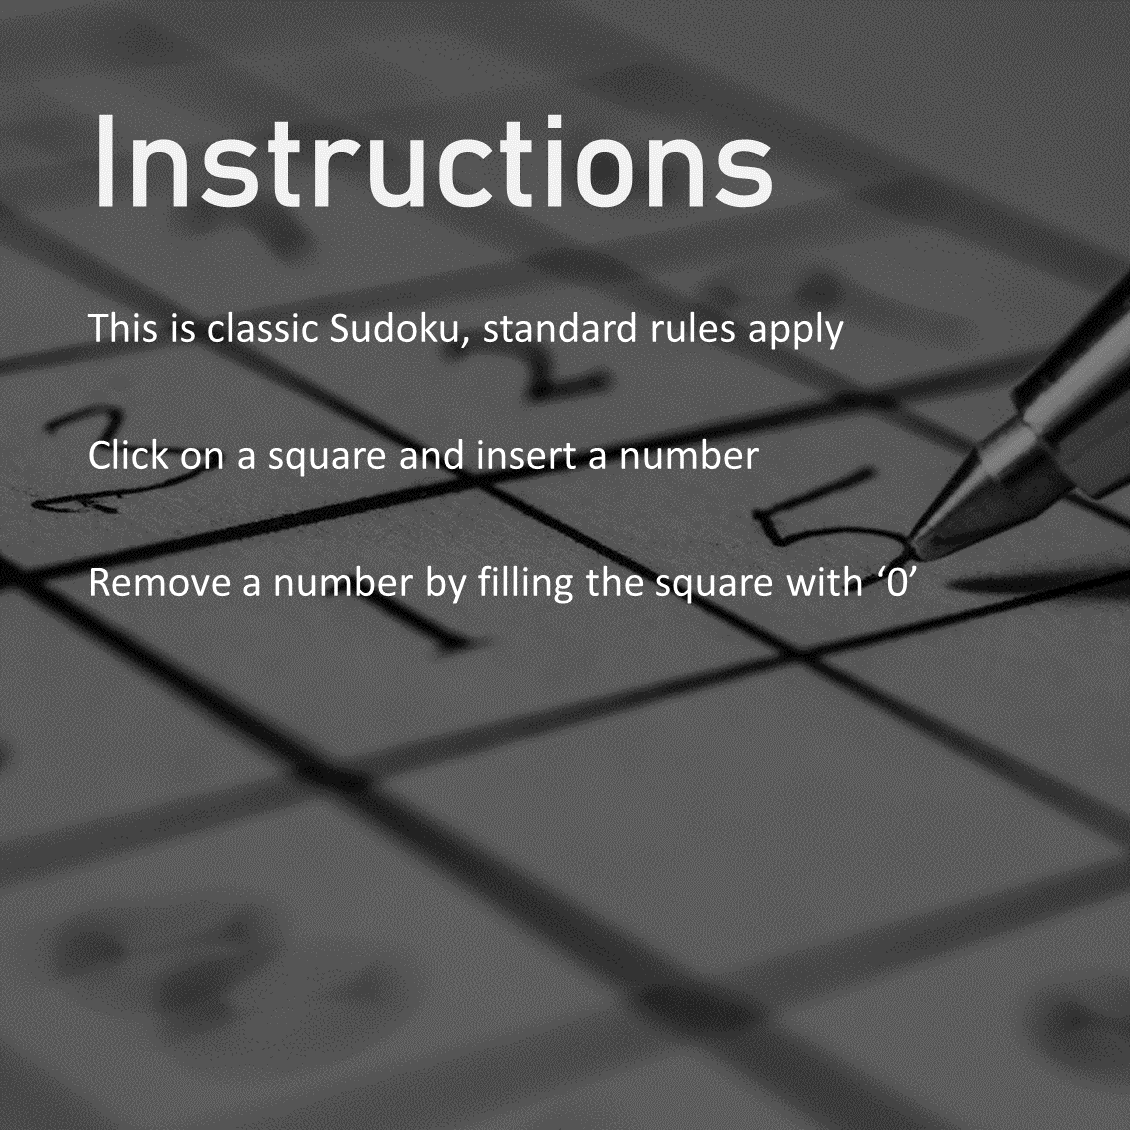 Instructions
This is classic Sudoku, standard rules apply
Click on a square and insert a number
Remove a number by filling the square with ‘0’